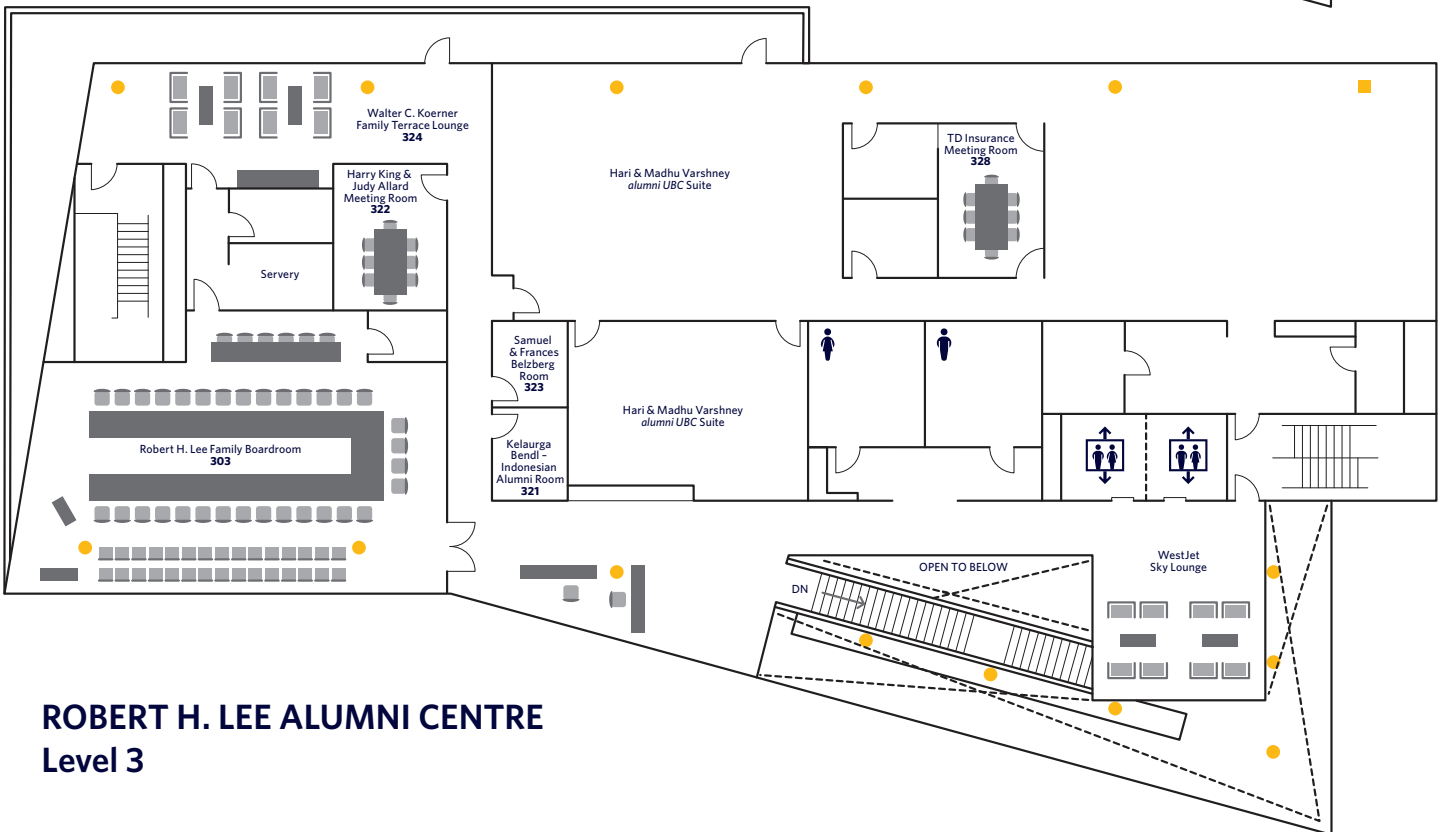 Walter C. Koerner
Family Terrace Lounge
324
Harry King &
Judy Allard
Meeting Room
322
Servery
Hari & Madhu Varshney
alumni UBC Suite
TD Insurance
Meeting Room
328
Samuel
& Frances
Belzberg
Room
323
Hari & Madhu Varshney
alumni UBC Suite
Kelaurga
Bendl –
Indonesian
Alumni Room
321
Robert H. Lee Family Boardroom
303
OPEN TO BELOW
DN
WestJet
Sky Lounge
ROBERT H. LEE ALUMNI CENTRE
Level 3